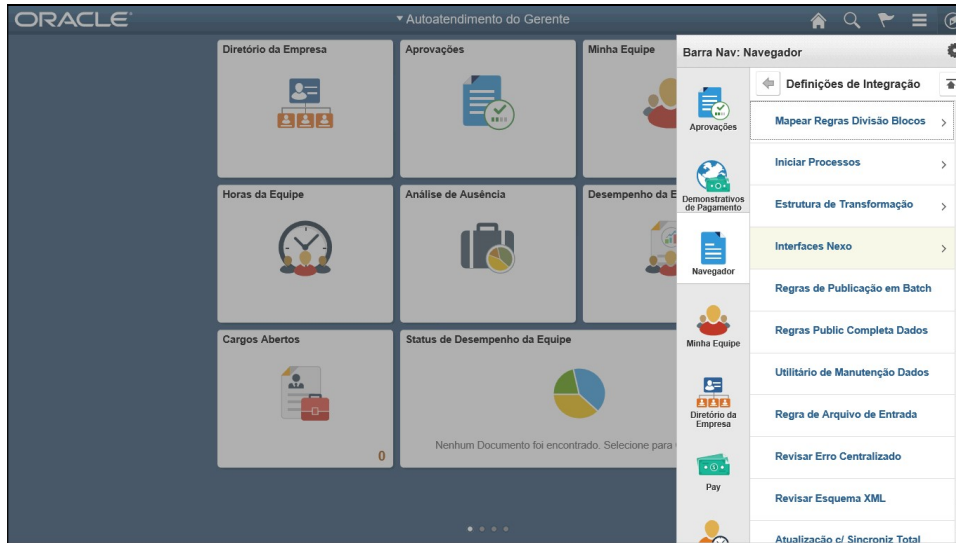 ORACLE
Autoatendimento do Gerente
Diretório da Empresa
Aprovações
Minha Equipe
Horas da Equipe
Análise de Ausência
Desempenho da E
Cargos Abertos
0
Status de Desempenho da Equipe
Nenhum Documento foi encontrado. Selecione para
Barra Nav: Navegador
Aprovações
Demonstrativos
de Pagamento
Navegador
Minha Equipe
Diretório da
Empresa
Pay
Definições de Integração
Mapear Regras Divisão Blocos
Iniciar Processos
Estrutura de Transformação
Interfaces Nexo
Regras de Publicação em Batch
Regras Public Completa Dados
Utilitário de Manutenção Dados
Regra de Arquivo de Entrada
Revisar Erro Centralizado
Revisar Esquema XML
Atualização c/ Sincroniz Total